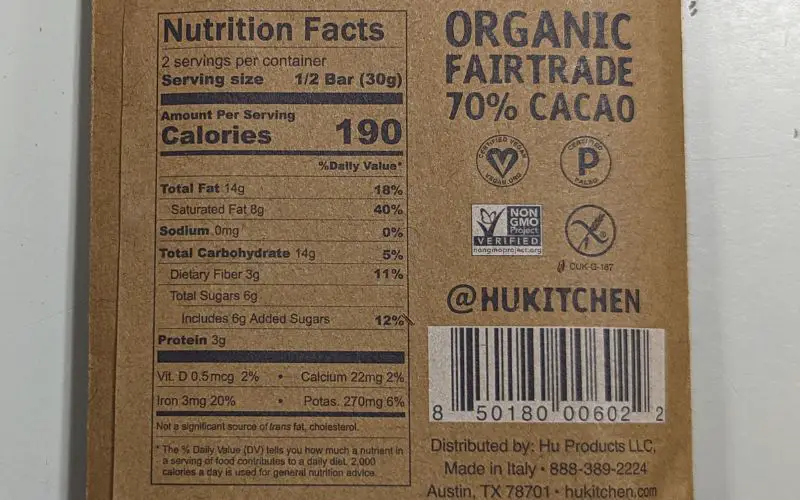 Nutrition Facts
2 servings per container
Serving size 1/2 Bar (30g)
Amount Per Serving
Calories 190
%Daily Value*
Total Fat 14g 18%
Saturated Fat 8g 40%
Sodium 0mg 0%
Total Carbohydrate 14g 5%
Dietary Fiber 3g 11%
Total Sugars 6g
Includes 6g Added Sugars 12%
Protein 3g
Vit. D 0.5mcg 2% • Calcium 22mg 2%
Iron 3mg 20% • Potas. 270mg 6%
Not a significant source of trans fat, cholesterol.
* The % Daily Value (DV) tells you how much a nutrient in
a serving of food contributes to a daily diet. 2,000
calories a day is used for general nutrition advice.
ORGANIC
FAIRTRADE
70% CACAO
CERTIFIED VEGAN
VEGAN.ORG
CERTIFIED
P
PALEO
NON
GMO
Project
VERIFIED
nongmoproject.org
CUK-G-187
@HUKITCHEN
8 50180 00602 2
Distributed by: Hu Products LLC,
Made in Italy • 888-389-2224
Austin, TX 78701 • hukitchen.com